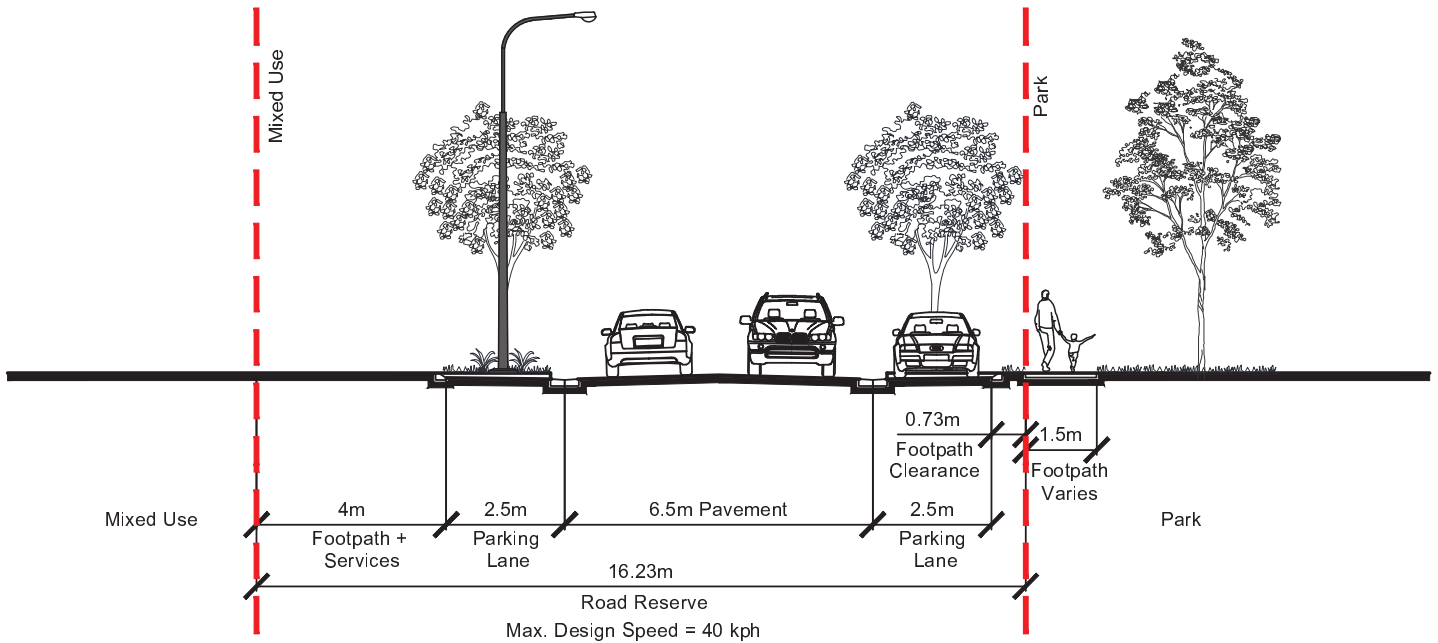 Mixed Use
Park
0.73m
Footpath
Clearance
1.5m
Footpath
Varies
Mixed Use
4m
Footpath +
Services
2.5m
Parking
Lane
6.5m Pavement
2.5m
Parking
Lane
Park
16.23m
Road Reserve
Max. Design Speed = 40 kph